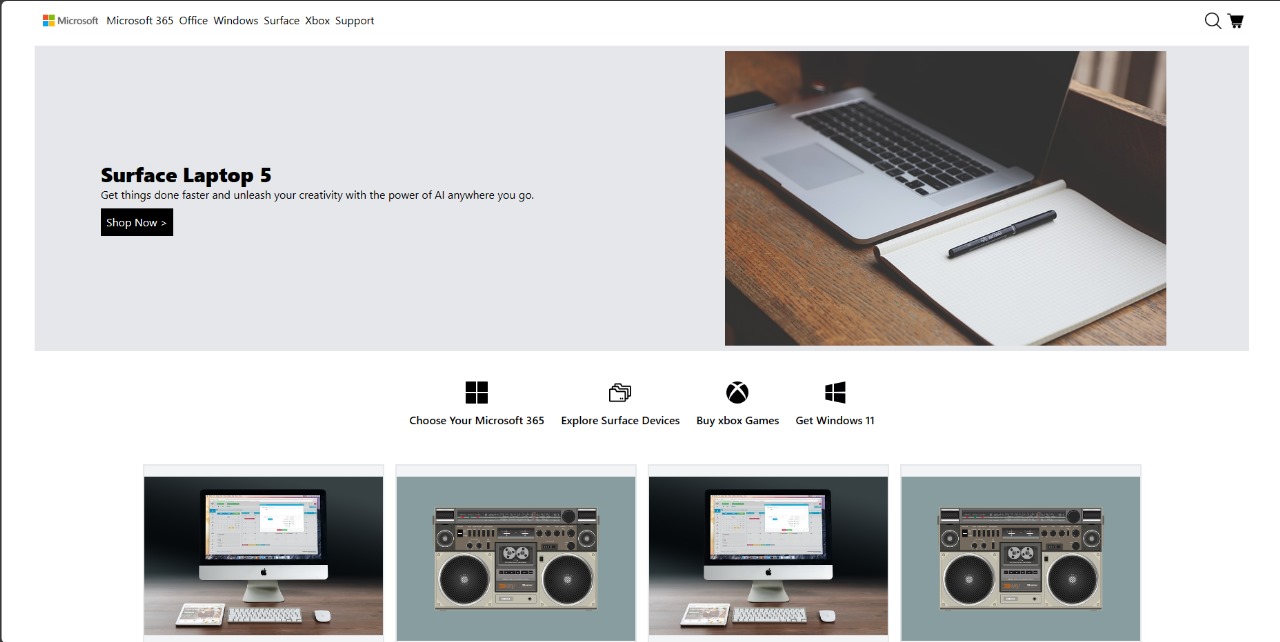 Microsoft Microsoft 365 Office Windows Surface Xbox Support
Surface Laptop 5
Get things done faster and unleash your creativity with the power of AI anywhere you go.
Shop Now >
Choose Your Microsoft 365 Explore Surface Devices Buy xbox Games Get Windows 11